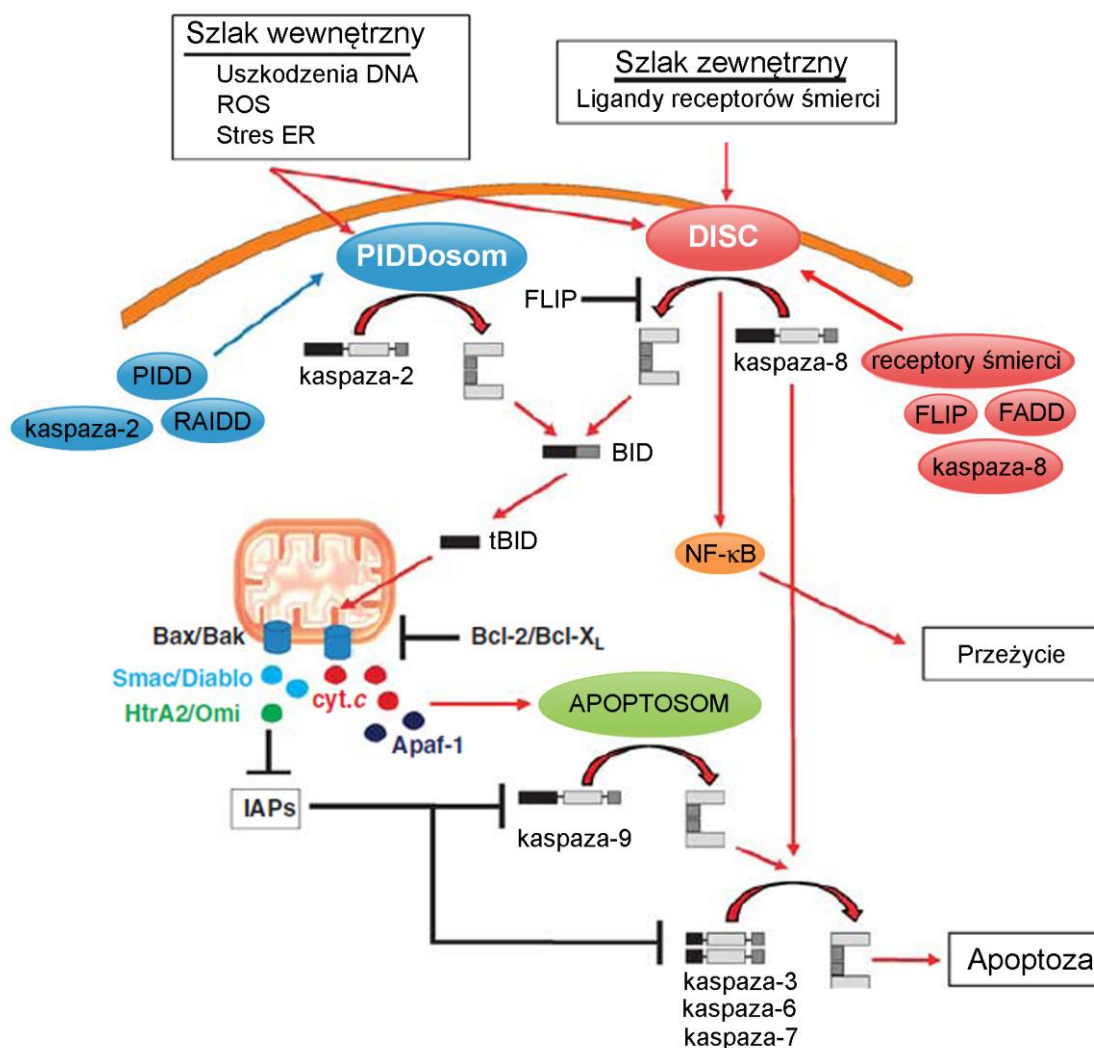 Szlak wewnętrzny
Uszkodzenia DNA
ROS
Stres ER
Szlak zewnętrzny
Ligandy receptorów śmierci
PIDDosom
DISC
FLIP
kaspaza-2
kaspaza-8
PIDD
kaspaza-2
RAIDD
receptory śmierci
FLIP
FADD
kaspaza-8
BID
tBID
NF-κB
Przeżycie
Bax/Bak
Bcl-2/Bcl-XL
Smac/Diablo
cyt.c
HtrA2/Omi
Apaf-1
APOPTOSOM
IAPs
kaspaza-9
kaspaza-3
kaspaza-6
kaspaza-7
Apoptoza